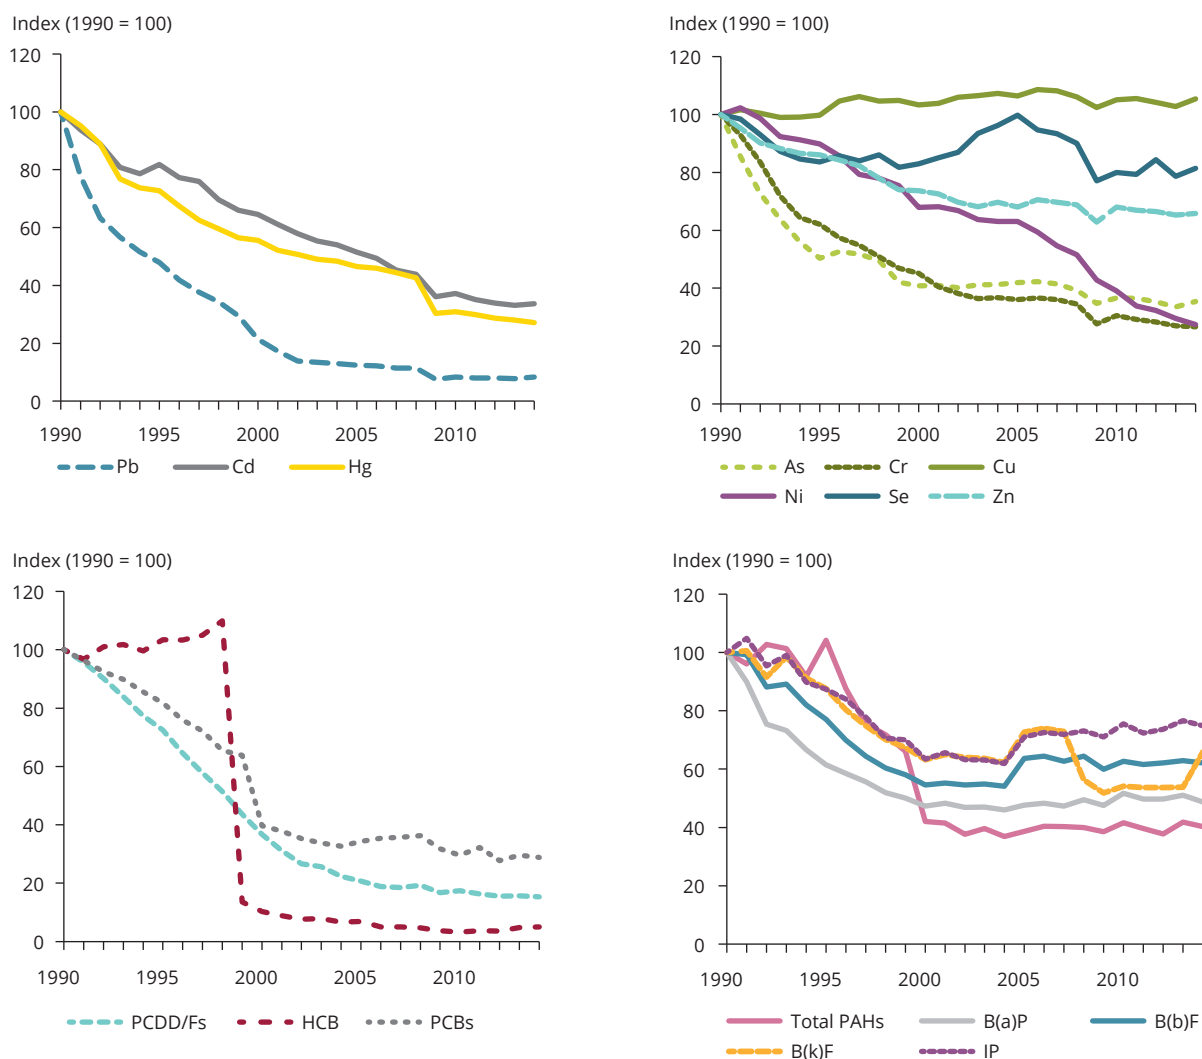 Index (1990 = 100)
120
100
80
60
40
20
0
1990 1995 2000 2005 2010
Pb Cd Hg
Index (1990 = 100)
120
100
80
60
40
20
0
1990 1995 2000 2005 2010
As Cr Cu
Ni Se Zn
Index (1990 = 100)
120
100
80
60
40
20
0
1990 1995 2000 2005 2010
PCDD/Fs HCB PCBs
Index (1990 = 100)
120
100
80
60
40
20
0
1990 1995 2000 2005 2010
Total PAHs B(a)P B(b)F
B(k)F IP